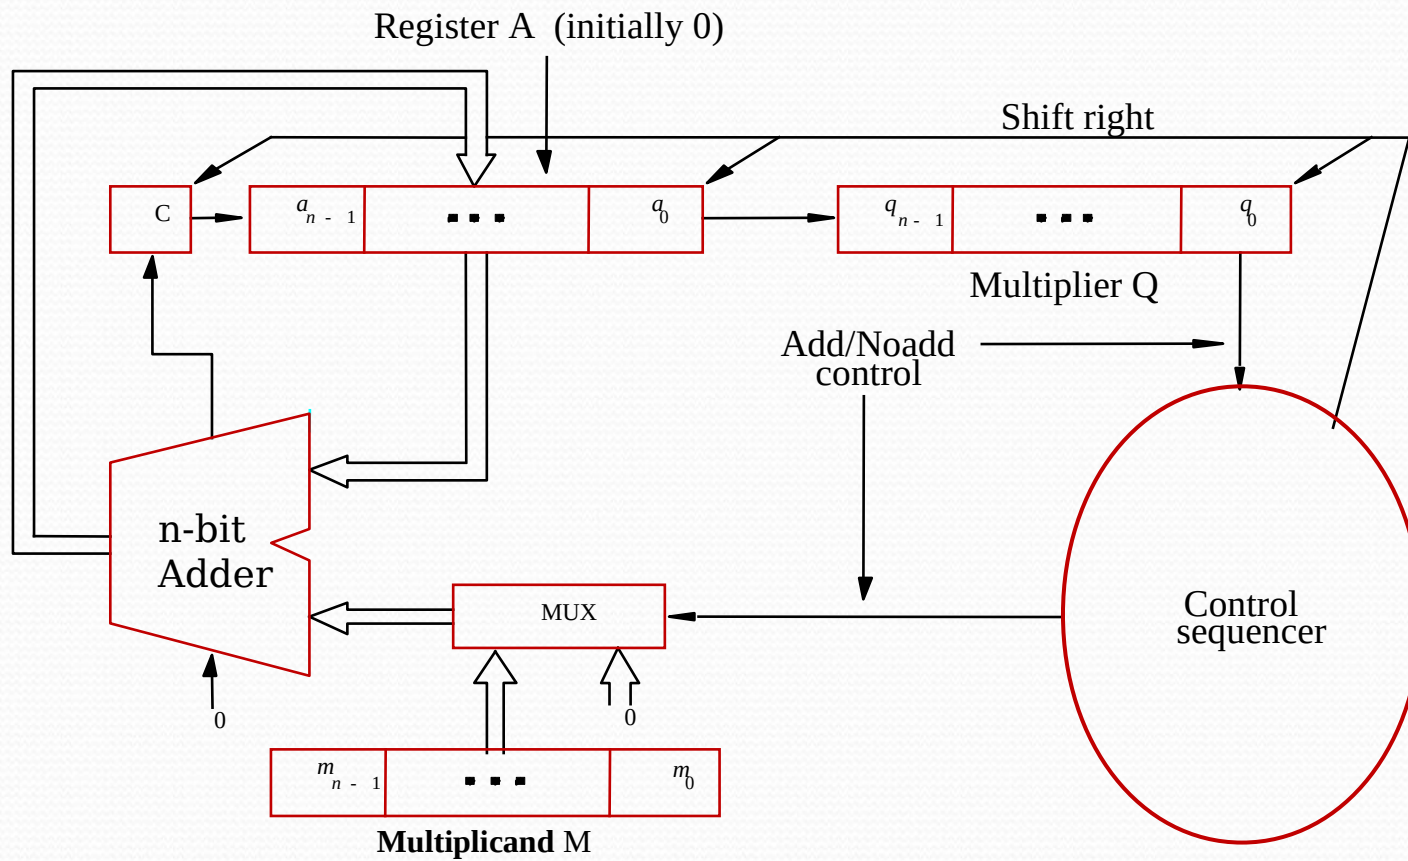 Register A (initially 0)
Shift right
C
a n - 1
a 0
q n - 1
q 0
Multiplier Q
Add/Noadd
control
n-bit
Adder
MUX
Control
sequencer
0
0
m n - 1
m 0
Multiplicand M